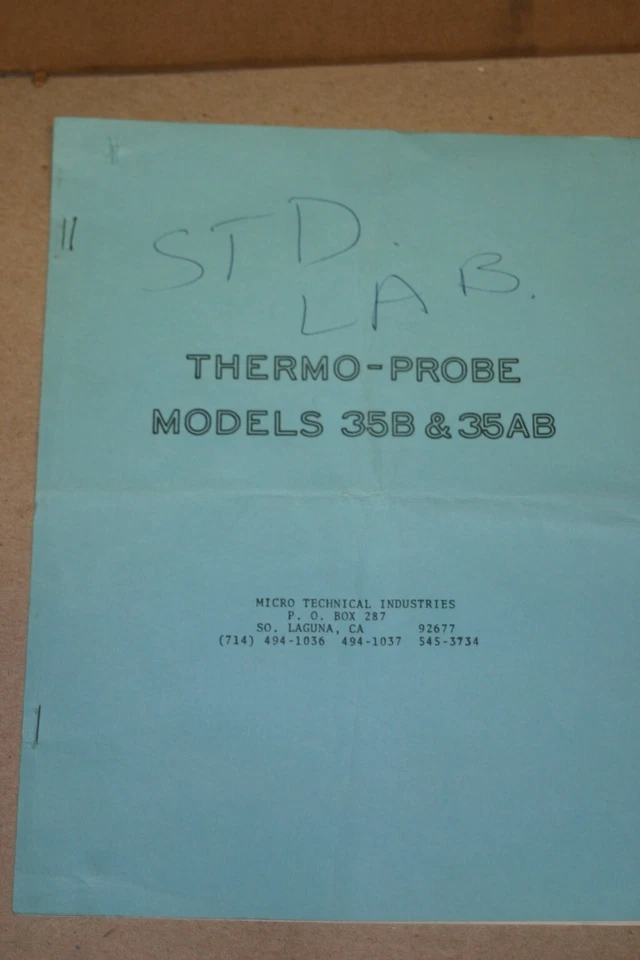 STD.
LAB.
THERMO-PROBE
MODELS 35B & 35AB
MICRO TECHNICAL INDUSTRIES
P. O. BOX 287
SO. LAGUNA, CA 92677
(714) 494-1036 494-1037 545-3734